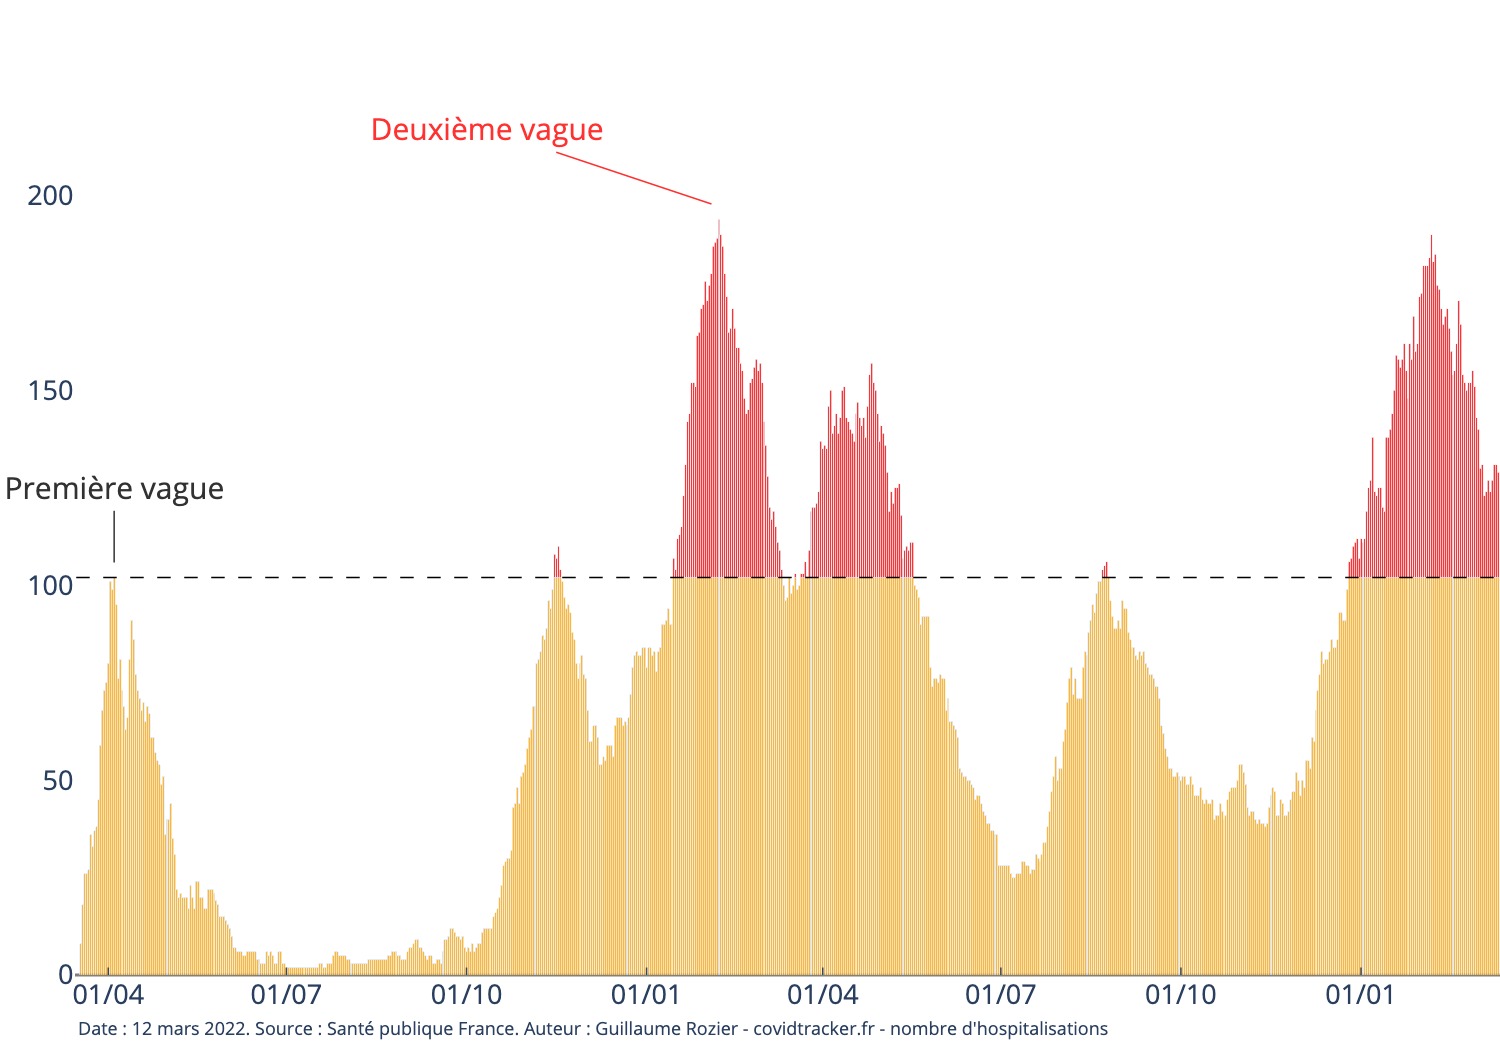 Deuxième vague
200
150
Première vague
100
50
0
01/04 01/07 01/10 01/01 01/04 01/07 01/10 01/01
Date : 12 mars 2022. Source : Santé publique France. Auteur : Guillaume Rozier - covidtracker.fr - nombre d'hospitalisations